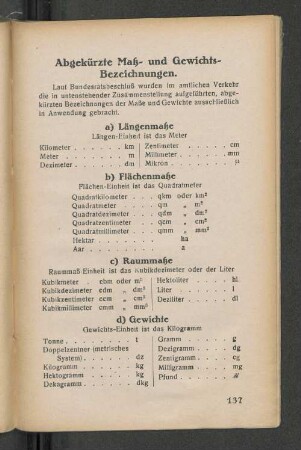 Abgekürzte Maß- und Gewichts-
Bezeichnungen.
Laut Bundesratsbeschluß wurden im amtlichen Verkehr
die in untenstehender Zusammenstellung aufgeführten, abge-
kürzten Bezeichnungen der Maße und Gewichte ausschließlich
in Anwendung gebracht.
a) Längenmaße
Längen-Einheit ist das Meter
Kilometer . . . . . . km | Zentimeter . . . . . cm
Meter . . . . . . . m | Millimeter . . . . . mm
Dezimeter . . . . . . dm | Mikron . . . . . . . µ
b) Flächenmaße
Flächen-Einheit ist das Quadratmeter
Quadratkilometer . . . qkm oder km²
Quadratmeter . . . qm „ m²
Quadratdezimeter . . . qdm „ dm²
Quadratzentimeter . . . qcm „ cm²
Quadratmillimeter . . . qmm „ mm²
Hektar . . . . . . . ha
Aar . . . . . . . . a
c) Raummaße
Raummaß-Einheit ist das Kubikdezimeter oder der Liter
Kubikmeter . cbm oder m³ | Hektoliter . . . . . hl
Kubikdezimeter cdm „ dm³ | Liter . . . . . . . l
Kubikzentimeter ccm „ cm³ | Deziliter . . . . . dl
Kubikmillimeter cmm „ mm³
d) Gewichte
Gewichts-Einheit ist das Kilogramm
Tonne . . . . . . . t | Gramm . . . . . . g
Doppelzentner (metrisches | Dezigramm . . . . . dg
System) . . . . . dz | Zentigramm . . . . cg
Kilogramm . . . . . kg | Milligramm . . . . mg
Hektogramm . . . . hg | Pfund . . . . . .
Dekagramm . . . . . dkg
137